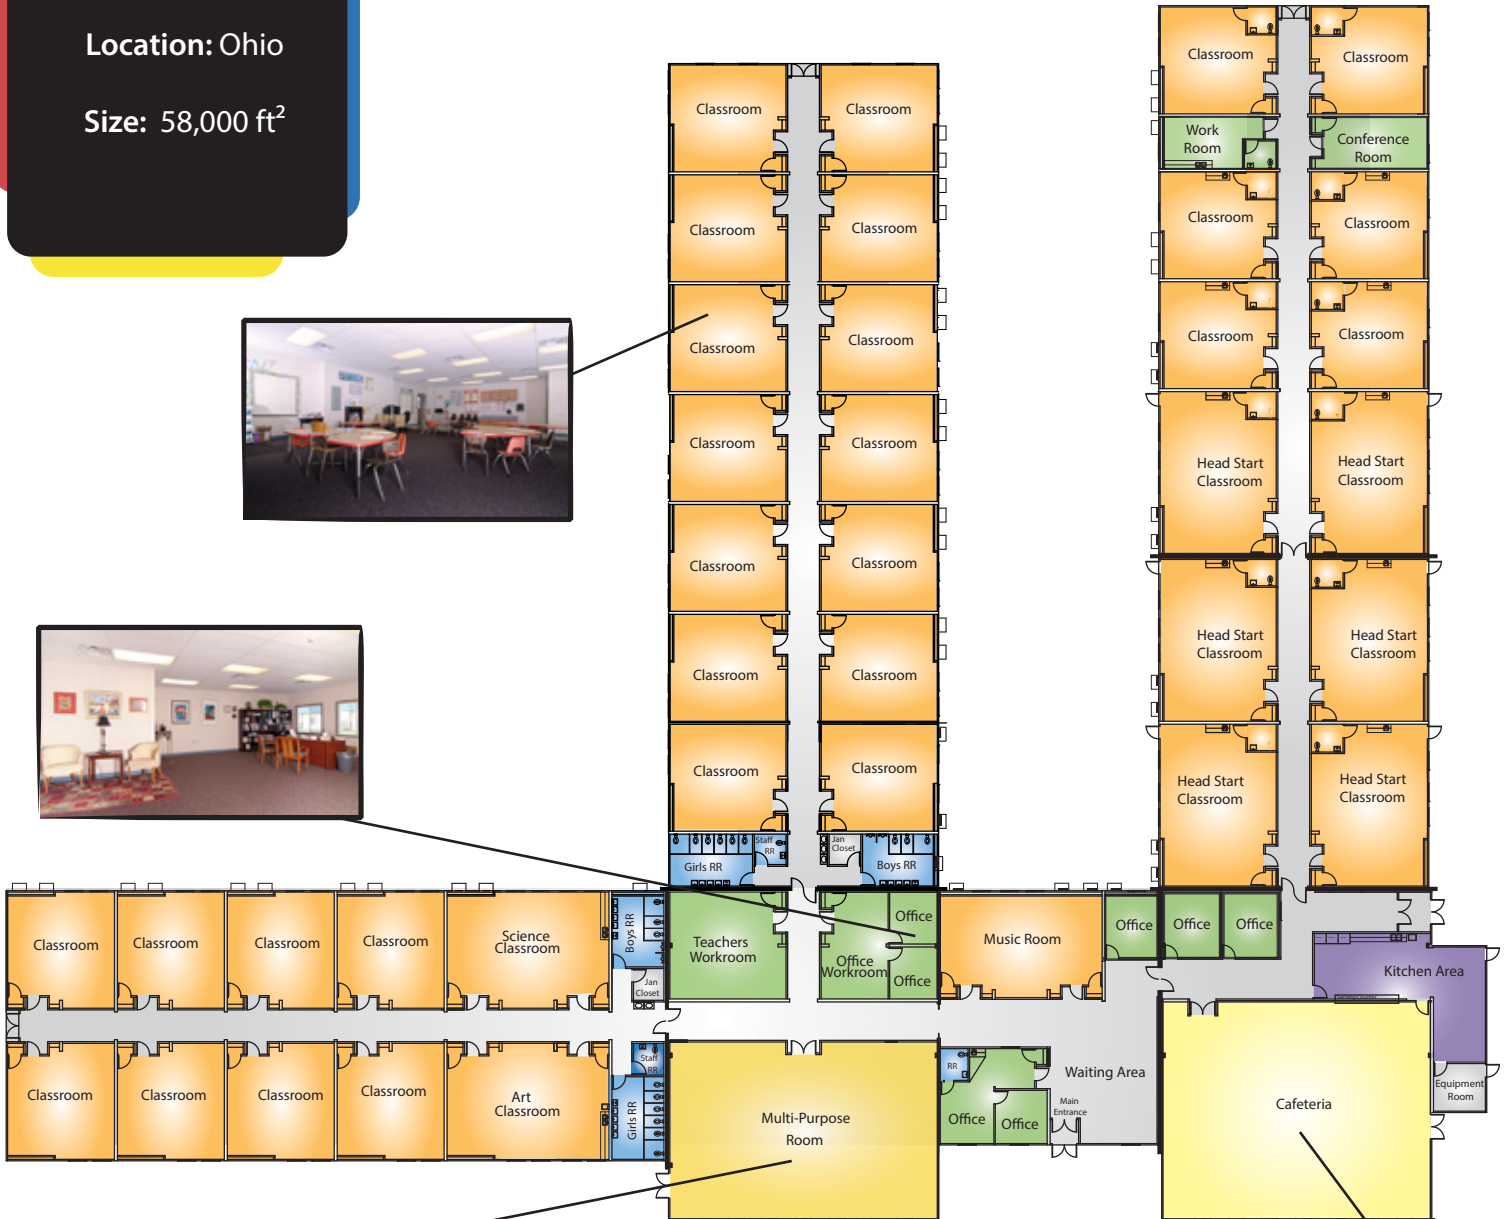 Location: Ohio
Size: 58,000 ft²
Classroom
Classroom
Classroom
Classroom
Classroom
Classroom
Classroom
Classroom
Classroom
Classroom
Classroom
Classroom
Classroom
Classroom
Girls RR
Staff
RR
Jan
Closet
Boys RR
Classroom
Classroom
Work
Room
Conference
Room
Classroom
Classroom
Classroom
Classroom
Head Start
Classroom
Head Start
Classroom
Head Start
Classroom
Head Start
Classroom
Head Start
Classroom
Head Start
Classroom
Classroom
Classroom
Classroom
Classroom
Science
Classroom
Boys RR
Jan
Closet
Teachers
Workroom
Office
Workroom
Office
Office
Music Room
Office
Office
Office
Kitchen Area
Classroom
Classroom
Classroom
Classroom
Art
Classroom
Staff
RR
Girls RR
Multi-Purpose
Room
RR
Office
Office
Main
Entrance
Waiting Area
Cafeteria
Equipment
Room